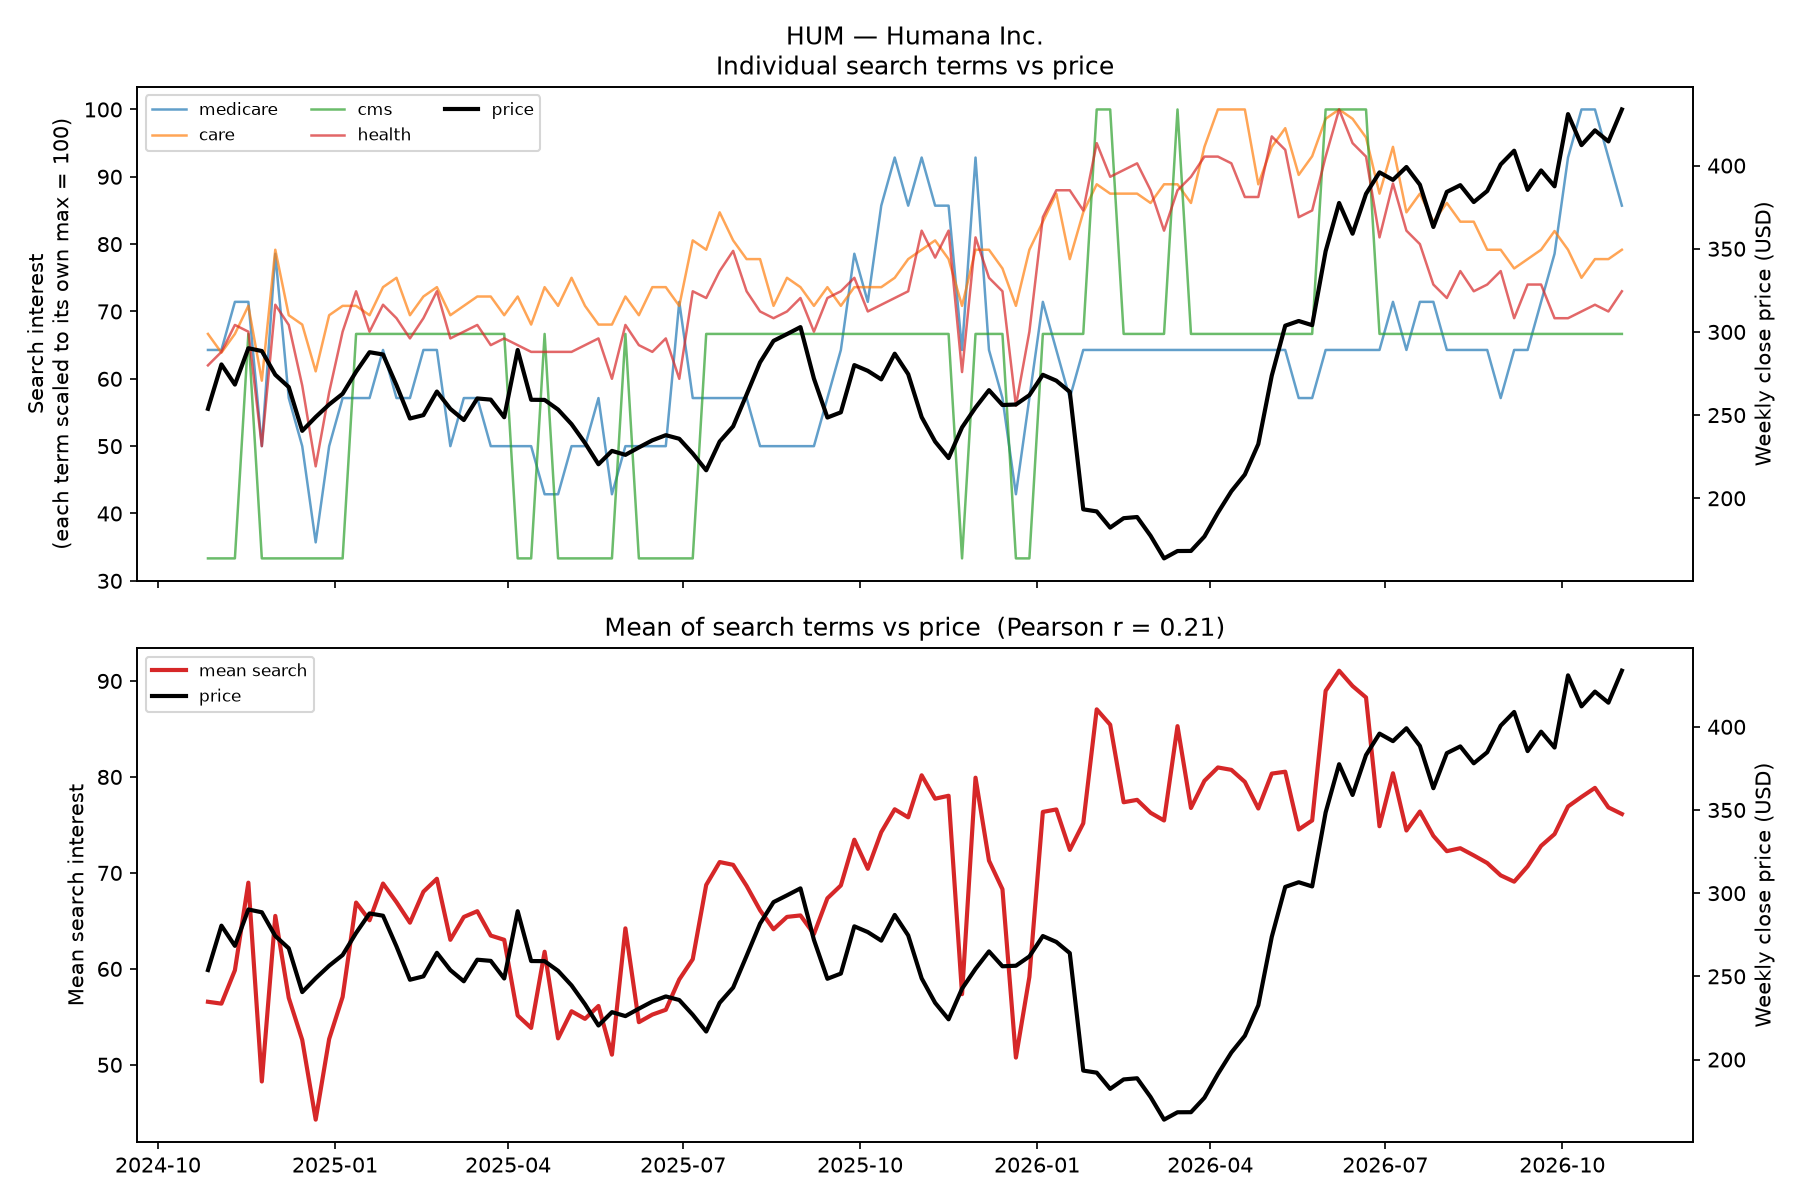 HUM — Humana Inc.
Individual search terms vs price
medicare
care
cms
health
price
Search interest
(each term scaled to its own max = 100)
100
90
80
70
60
50
40
30
400
350
300
250
200
Weekly close price (USD)
Mean of search terms vs price (Pearson r = 0.21)
mean search
price
Mean search interest
90
80
70
60
50
400
350
300
250
200
Weekly close price (USD)
2024-10
2025-01
2025-04
2025-07
2025-10
2026-01
2026-04
2026-07
2026-10